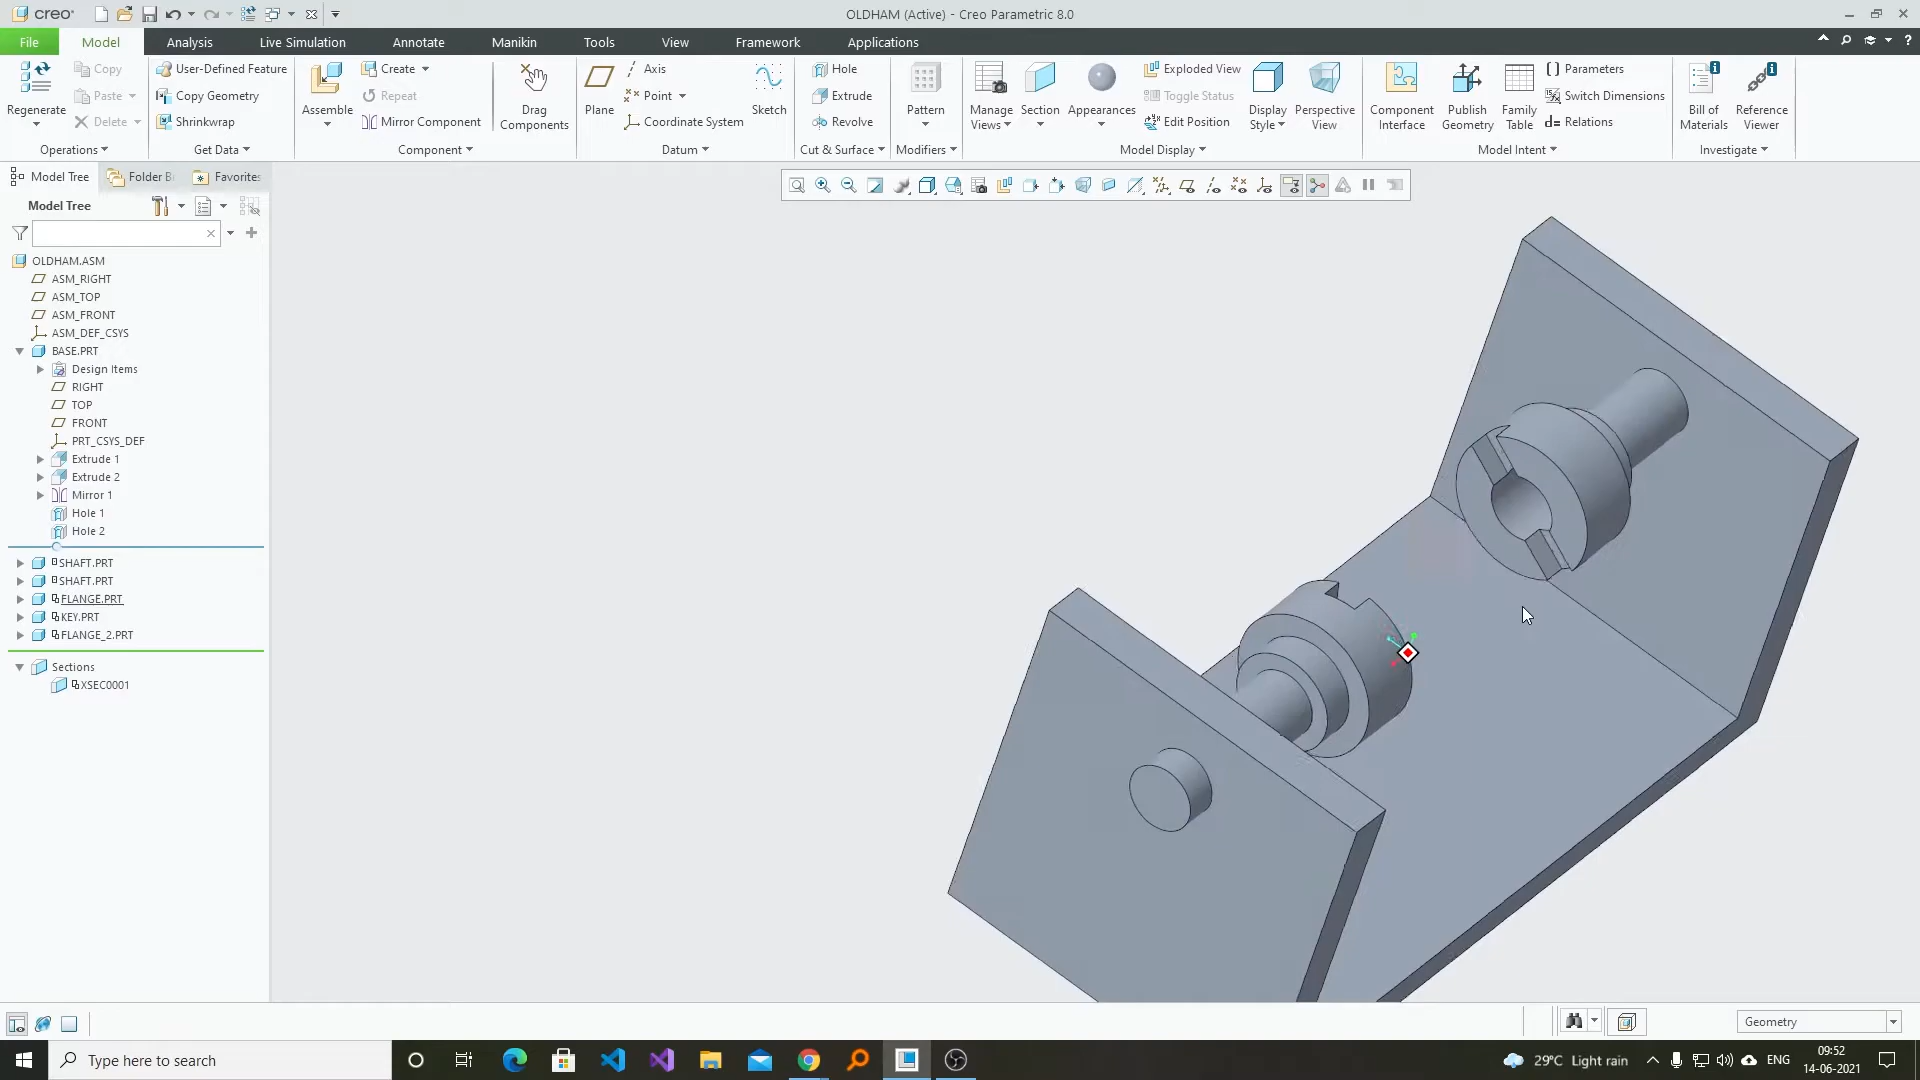 creo
OLDHAM (Active) - Creo Parametric 8.0
File
Model
Analysis
Live Simulation
Annotate
Manikin
Tools
View
Framework
Applications
Regenerate
Copy
Paste
Delete
Operations
User-Defined Feature
Copy Geometry
Shrinkwrap
Get Data
Assemble
Create
Repeat
Mirror Component
Component
Drag
Components
Plane
Axis
Point
Coordinate System
Sketch
Datum
Hole
Extrude
Revolve
Cut & Surface
Pattern
Modifiers
Manage
Views
Section
Appearances
Exploded View
Toggle Status
Edit Position
Display
Style
Perspective
View
Model Display
Component
Interface
Publish
Geometry
Family
Table
Parameters
Switch Dimensions
Relations
Model Intent
Bill of
Materials
Reference
Viewer
Investigate
Model Tree
Folder B
Favorites
Model Tree
OLDHAM.ASM
ASM_RIGHT
ASM_TOP
ASM_FRONT
ASM_DEF_CSYS
BASE.PRT
Design Items
RIGHT
TOP
FRONT
PRT_CSYS_DEF
Extrude 1
Extrude 2
Mirror 1
Hole 1
Hole 2
SHAFT.PRT
SHAFT.PRT
FLANGE.PRT
KEY.PRT
FLANGE_2.PRT
Sections
XSEC0001
Geometry
Type here to search
29°C Light rain
ENG
09:52
14-06-2021